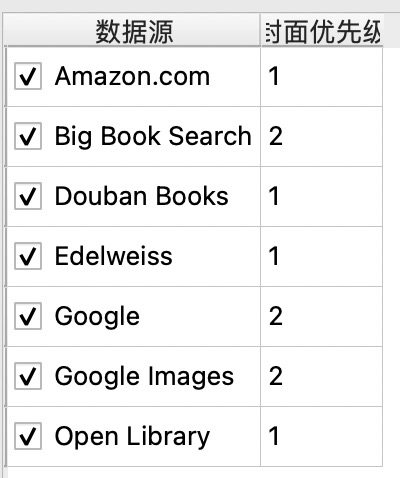 数据源 封面优先级
Amazon.com 1
Big Book Search 2
Douban Books 1
Edelweiss 1
Google 2
Google Images 2
Open Library 1